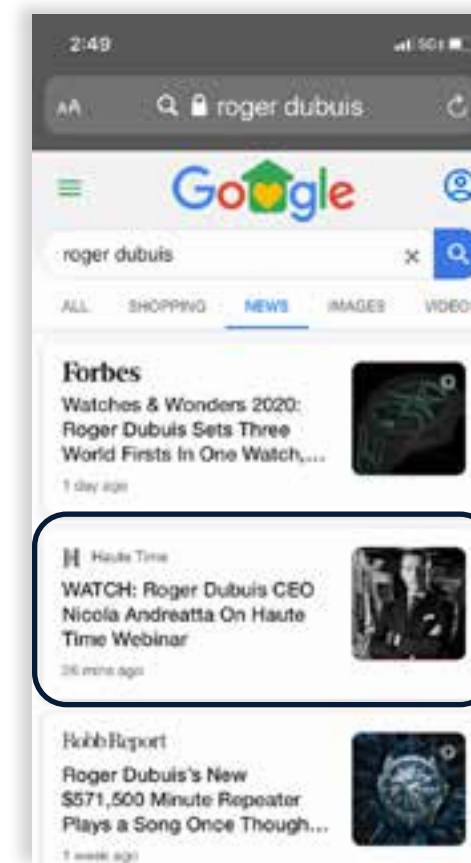 2:49
AA roger dubuis
Google
roger dubuis ×
ALL SHOPPING NEWS IMAGES VIDEO
Forbes
Watches & Wonders 2020:
Roger Dubuis Sets Three
World Firsts In One Watch,...
1 day ago
Haute Time
WATCH: Roger Dubuis CEO
Nicola Andreatta On Haute
Time Webinar
26 mins ago
Robb Report
Roger Dubuis's New
$571,500 Minute Repeater
Plays a Song Once Though...
1 week ago